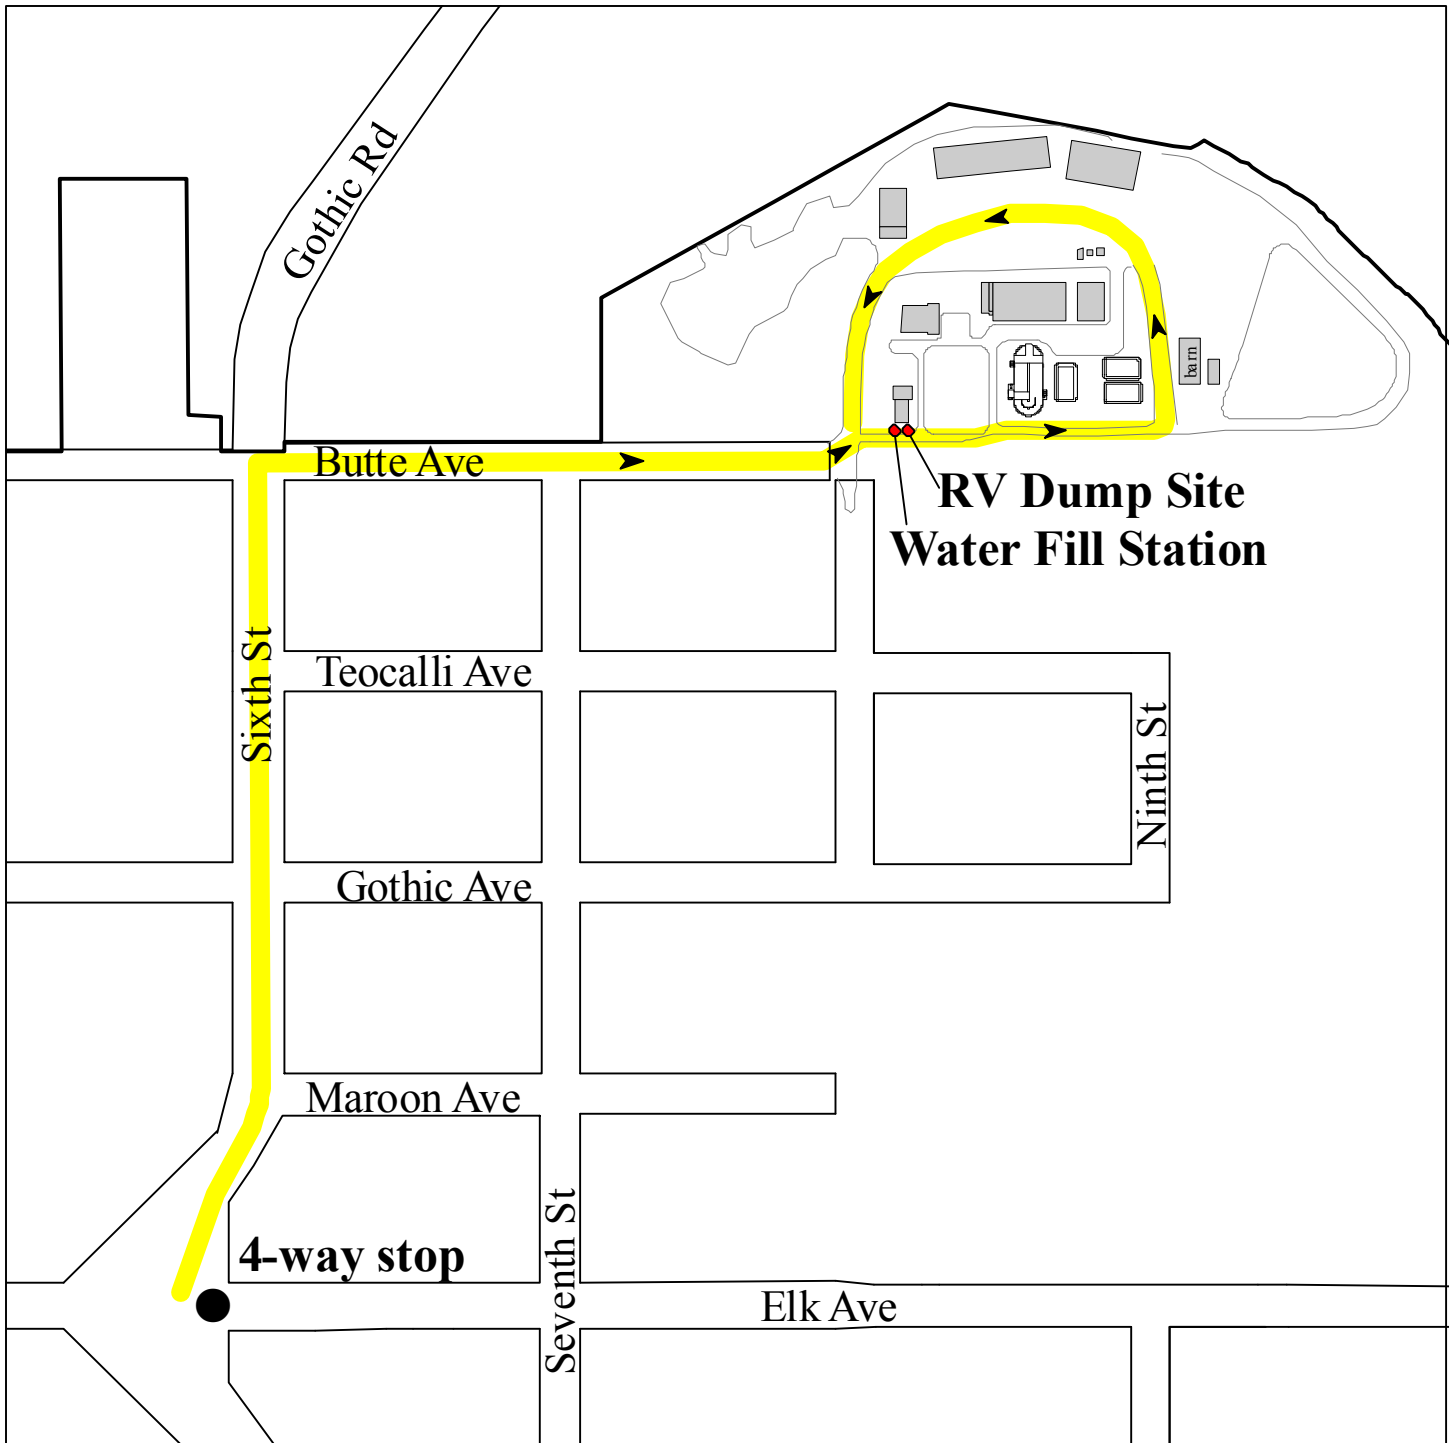 Gothic Rd
barn
Butte Ave
RV Dump Site
Water Fill Station
Sixth St
Teocalli Ave
Ninth St
Gothic Ave
Maroon Ave
4-way stop
Seventh St
Elk Ave